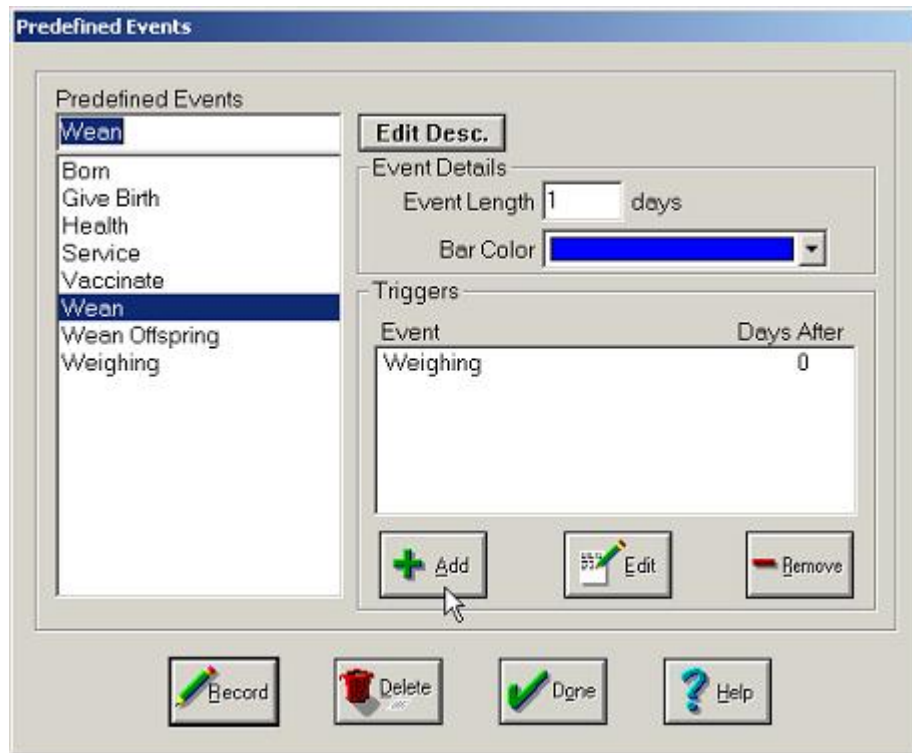 Predefined Events
Predefined Events
Wean
Born
Give Birth
Health
Service
Vaccinate
Wean
Wean Offspring
Weighing
Edit Desc.
Event Details
Event Length 1 days
Bar Color
Triggers
Event Days After
Weighing 0
Add Edit Remove
Record Delete Done Help